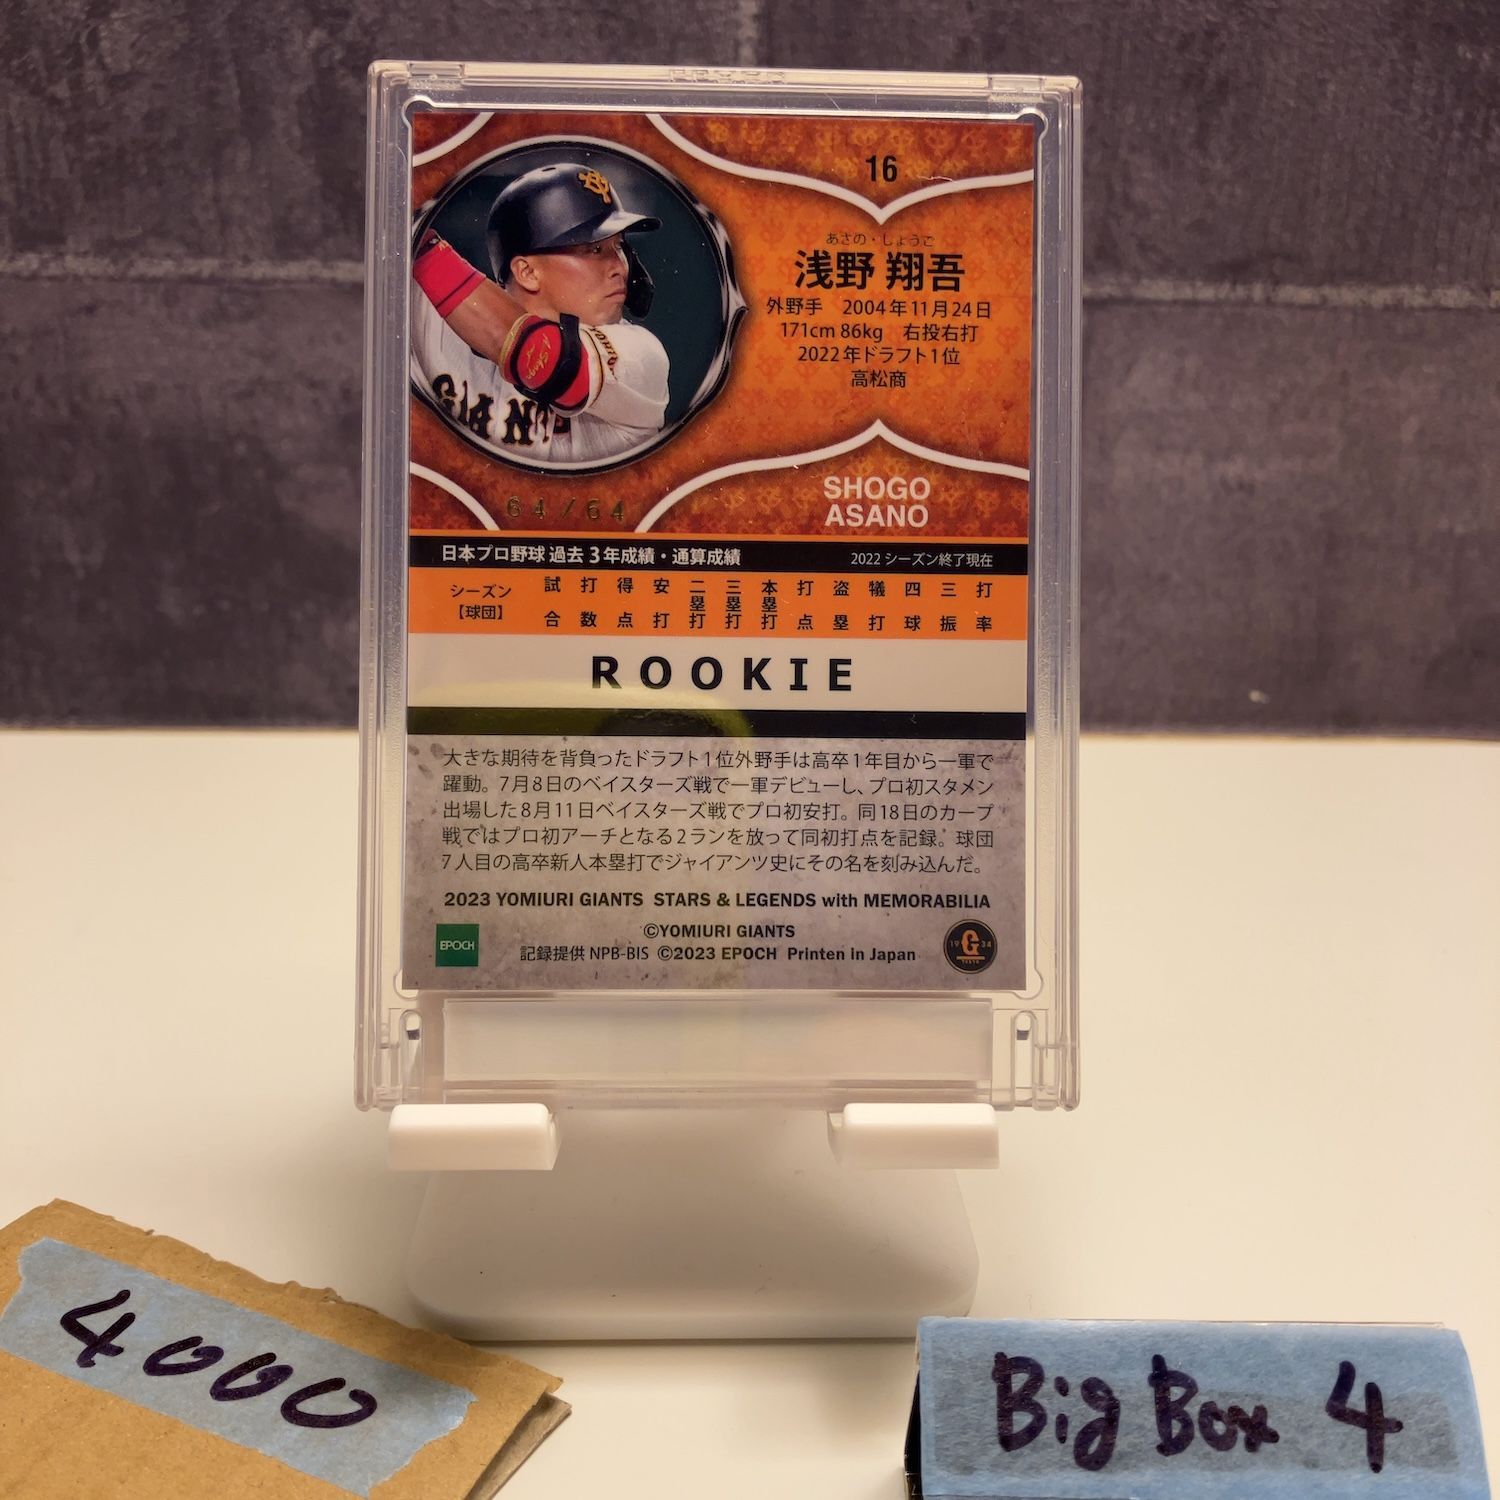 16
あさの・しょうご
浅野 翔吾
外野手 2004年11月24日
171cm 86kg 右投右打
2022年ドラフト1位
高松商
GIANTS
64/64
SHOGO
ASANO
日本プロ野球 過去3年成績・通算成績 2022 シーズン終了現在
シーズン【球団】 試合 打数 得点 安打 二塁打 三塁打 本塁打 打点 盗塁 犠打 四球 三振 打率
ROOKIE
大きな期待を背負ったドラフト1位外野手は高卒1年目から一軍で
躍動。7月8日のベイスターズ戦で一軍デビューし、プロ初スタメン
出場した8月11日ベイスターズ戦でプロ初安打。同18日のカープ
戦ではプロ初アーチとなる2ランを放って同初打点を記録。球団
7人目の高卒新人本塁打でジャイアンツ史にその名を刻み込んだ。
2023 YOMIURI GIANTS STARS & LEGENDS with MEMORABILIA
©YOMIURI GIANTS
EPOCH
記録提供 NPB-BIS ©2023 EPOCH Printen in Japan
19 G 34
4000
Big Box 4